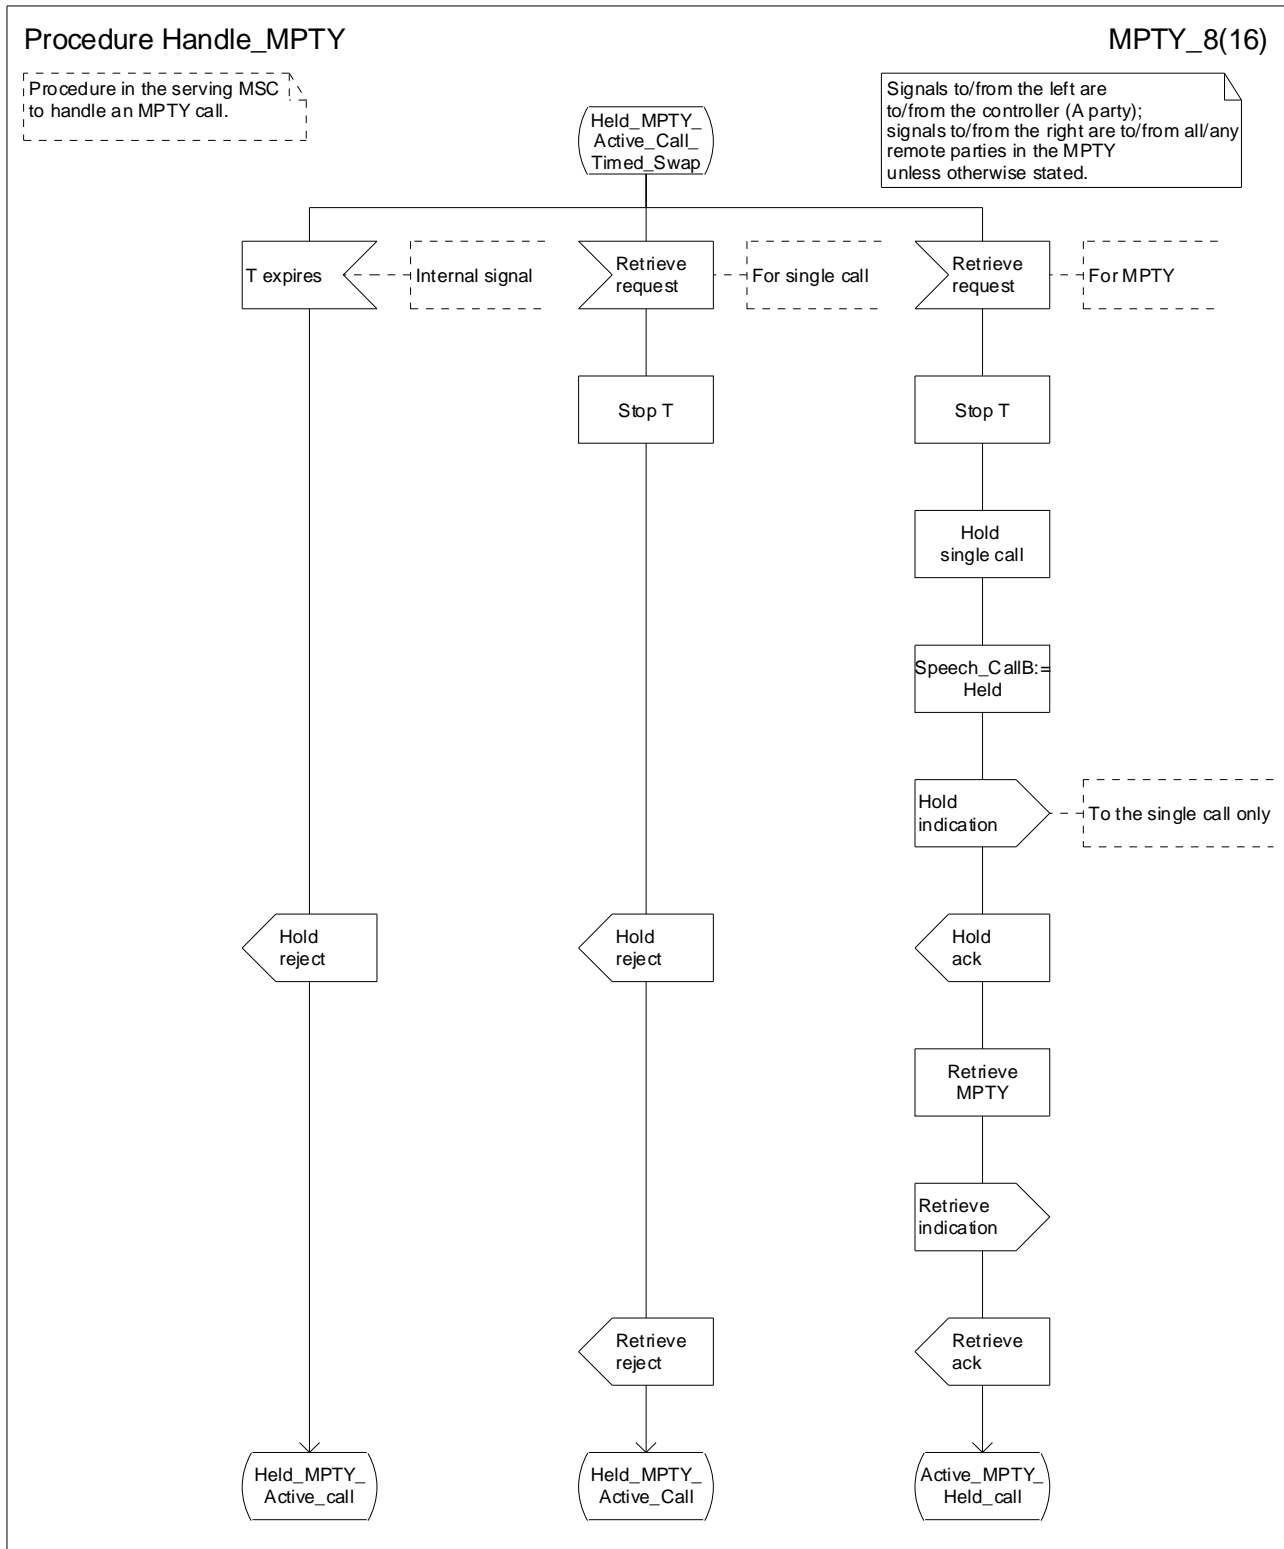 Procedure Handle_MPTY
MPTY_8(16)
Procedure in the serving MSC
to handle an MPTY call.
Signals to/from the left are
to/from the controller (A party);
signals to/from the right are to/from all/any
remote parties in the MPTY
unless otherwise stated.
Held_MPTY_
Active_Call_
Timed_Swap
T expires
Internal signal
Retrieve
request
For single call
Retrieve
request
For MPTY
Stop T
Stop T
Hold
single call
Speech_CallB:=
Held
Hold
indication
To the single call only
Hold
reject
Hold
reject
Hold
ack
Retrieve
MPTY
Retrieve
indication
Retrieve
reject
Retrieve
ack
Held_MPTY_
Active_call
Held_MPTY_
Active_Call
Active_MPTY_
Held_call